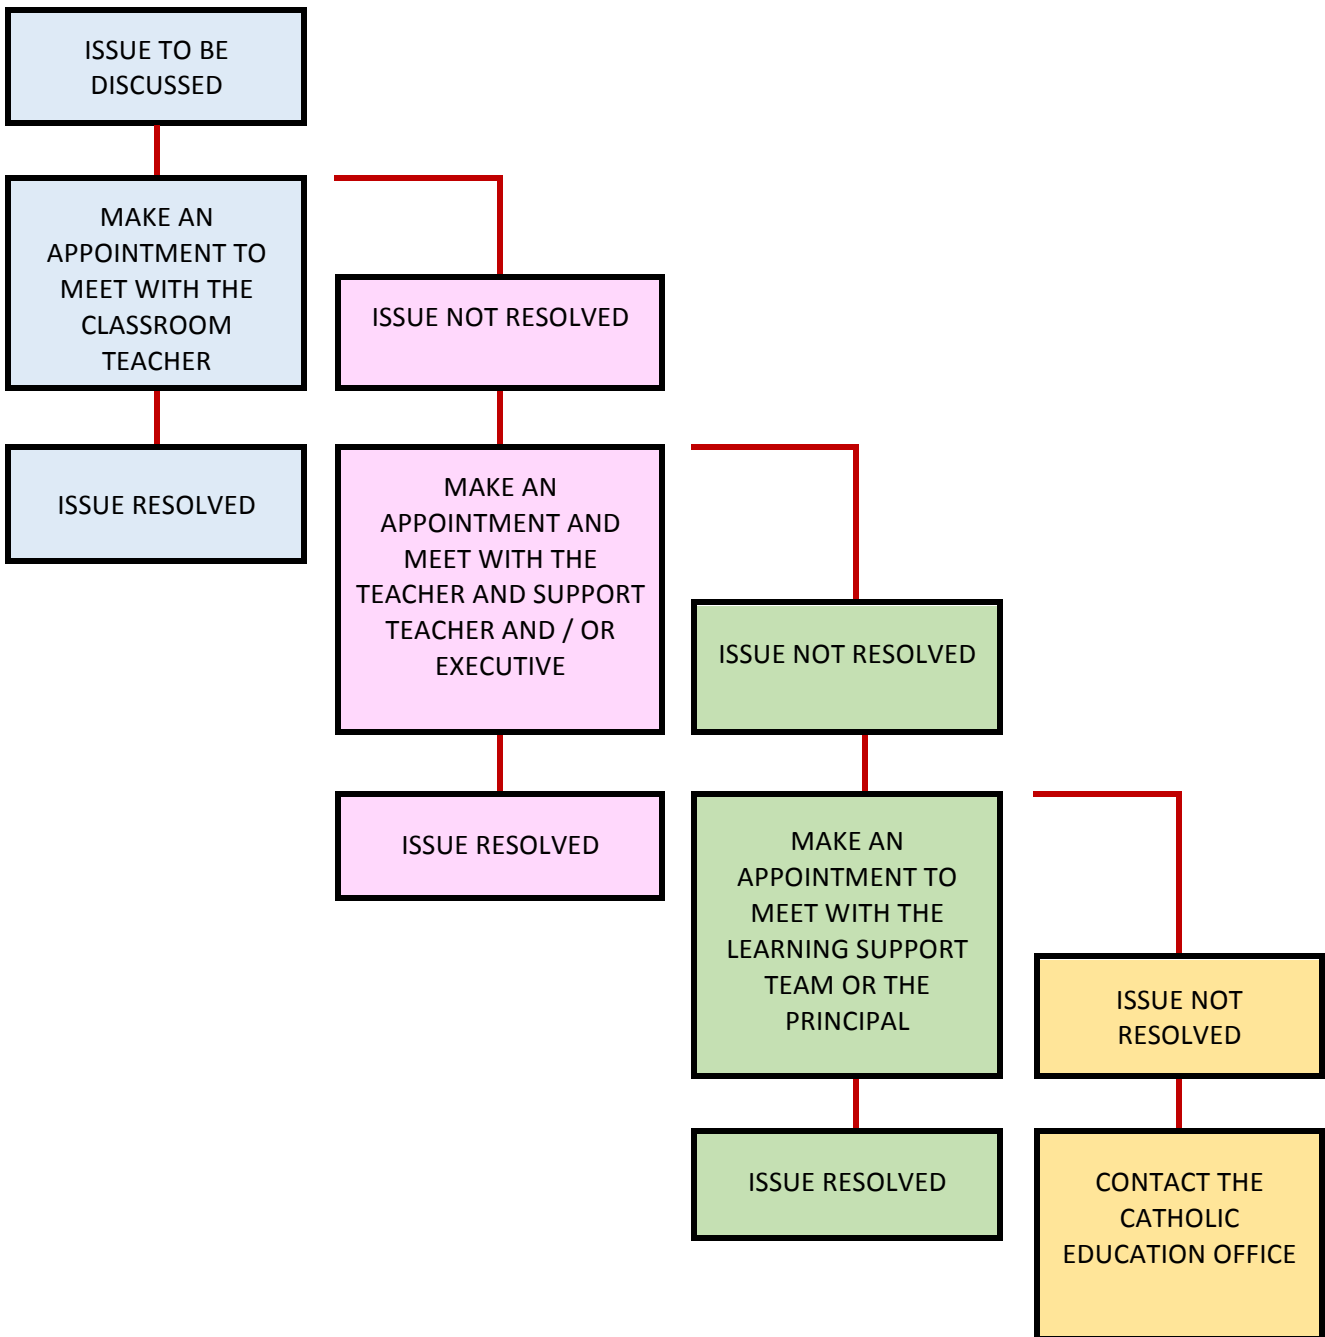 ISSUE TO BE
DISCUSSED
MAKE AN
APPOINTMENT TO
MEET WITH THE
CLASSROOM
TEACHER
ISSUE RESOLVED
ISSUE NOT RESOLVED
MAKE AN
APPOINTMENT AND
MEET WITH THE
TEACHER AND SUPPORT
TEACHER AND / OR
EXECUTIVE
ISSUE RESOLVED
ISSUE NOT RESOLVED
MAKE AN
APPOINTMENT TO
MEET WITH THE
LEARNING SUPPORT
TEAM OR THE
PRINCIPAL
ISSUE RESOLVED
ISSUE NOT
RESOLVED
CONTACT THE
CATHOLIC
EDUCATION OFFICE